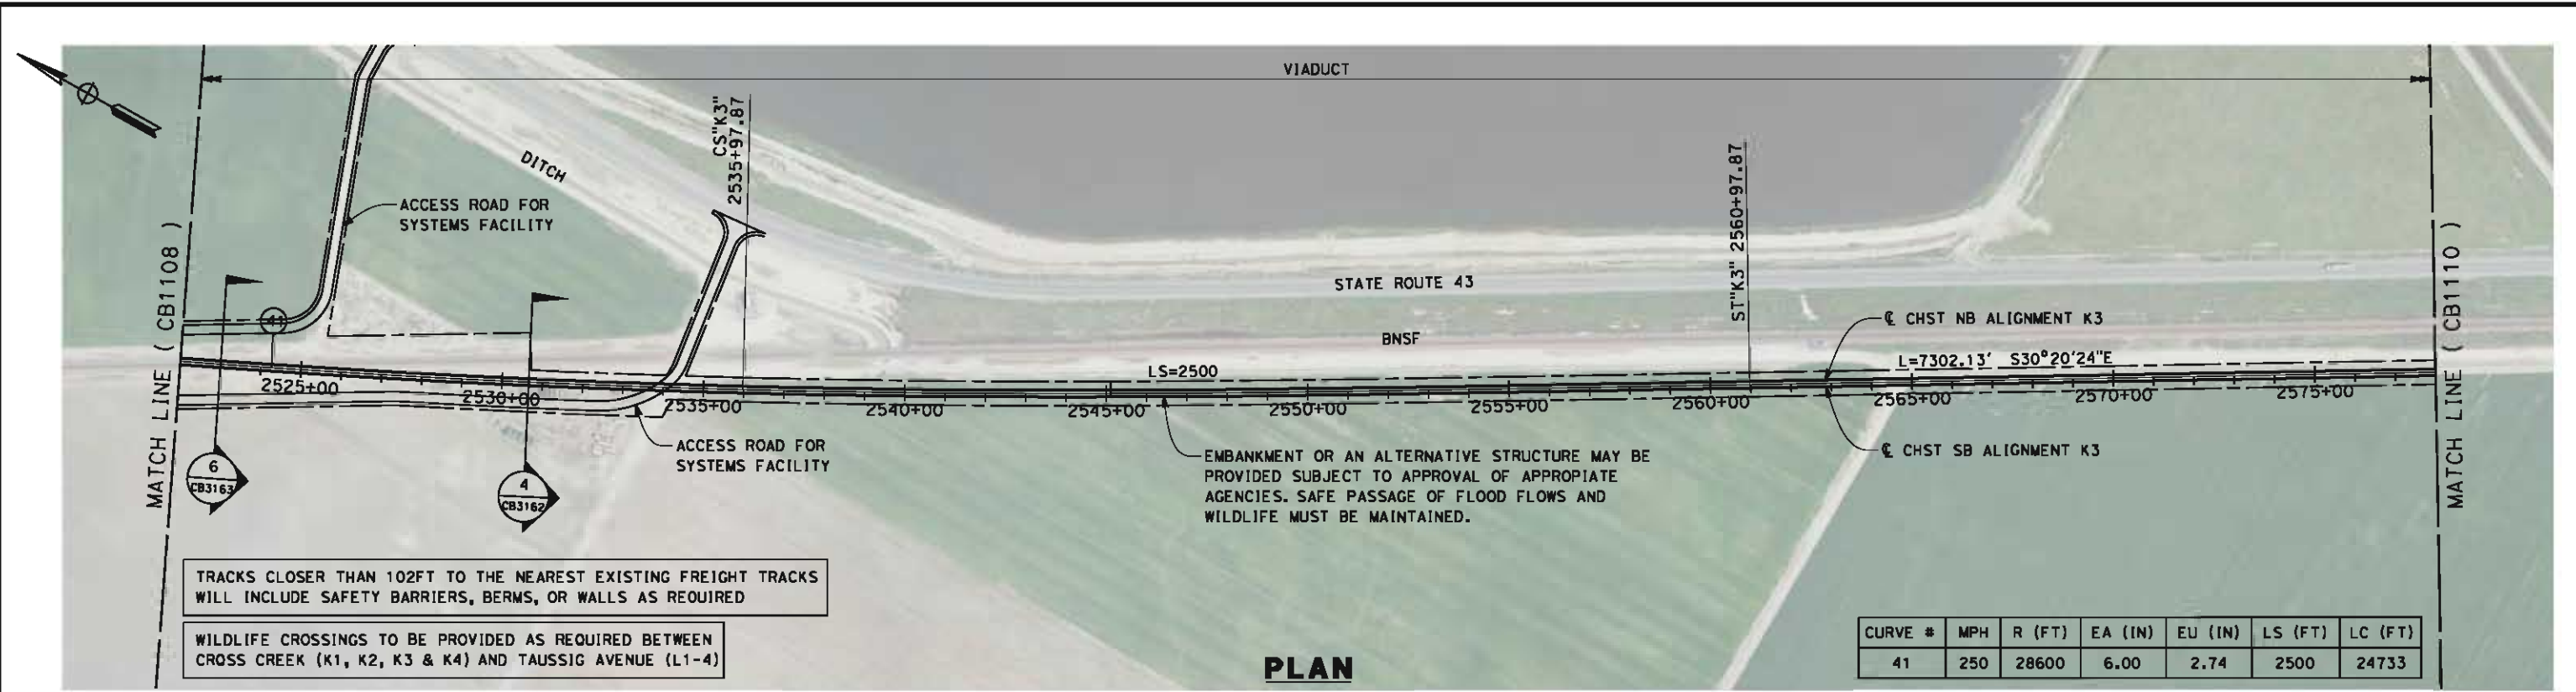 VIADUCT
CS"K3"
2535+97.87
DITCH
ACCESS ROAD FOR
SYSTEMS FACILITY
ST"K3" 2560+97.87
MATCH LINE ( CB1108 )
MATCH LINE ( CB1110 )
STATE ROUTE 43
41
BNSF
℄ CHST NB ALIGNMENT K3
L=7302.13' S30°20'24"E
LS=2500
2525+00
2530+00
2535+00
2540+00
2545+00
2550+00
2555+00
2560+00
2565+00
2570+00
2575+00
ACCESS ROAD FOR
SYSTEMS FACILITY
℄ CHST SB ALIGNMENT K3
EMBANKMENT OR AN ALTERNATIVE STRUCTURE MAY BE
PROVIDED SUBJECT TO APPROVAL OF APPROPIATE
AGENCIES. SAFE PASSAGE OF FLOOD FLOWS AND
WILDLIFE MUST BE MAINTAINED.
6
CB3163
4
CB3162
TRACKS CLOSER THAN 102FT TO THE NEAREST EXISTING FREIGHT TRACKS
WILL INCLUDE SAFETY BARRIERS, BERMS, OR WALLS AS REQUIRED
WILDLIFE CROSSINGS TO BE PROVIDED AS REQUIRED BETWEEN
CROSS CREEK (K1, K2, K3 & K4) AND TAUSSIG AVENUE (L1-4)
PLAN
CURVE # MPH R (FT) EA (IN) EU (IN) LS (FT) LC (FT)
41 250 28600 6.00 2.74 2500 24733